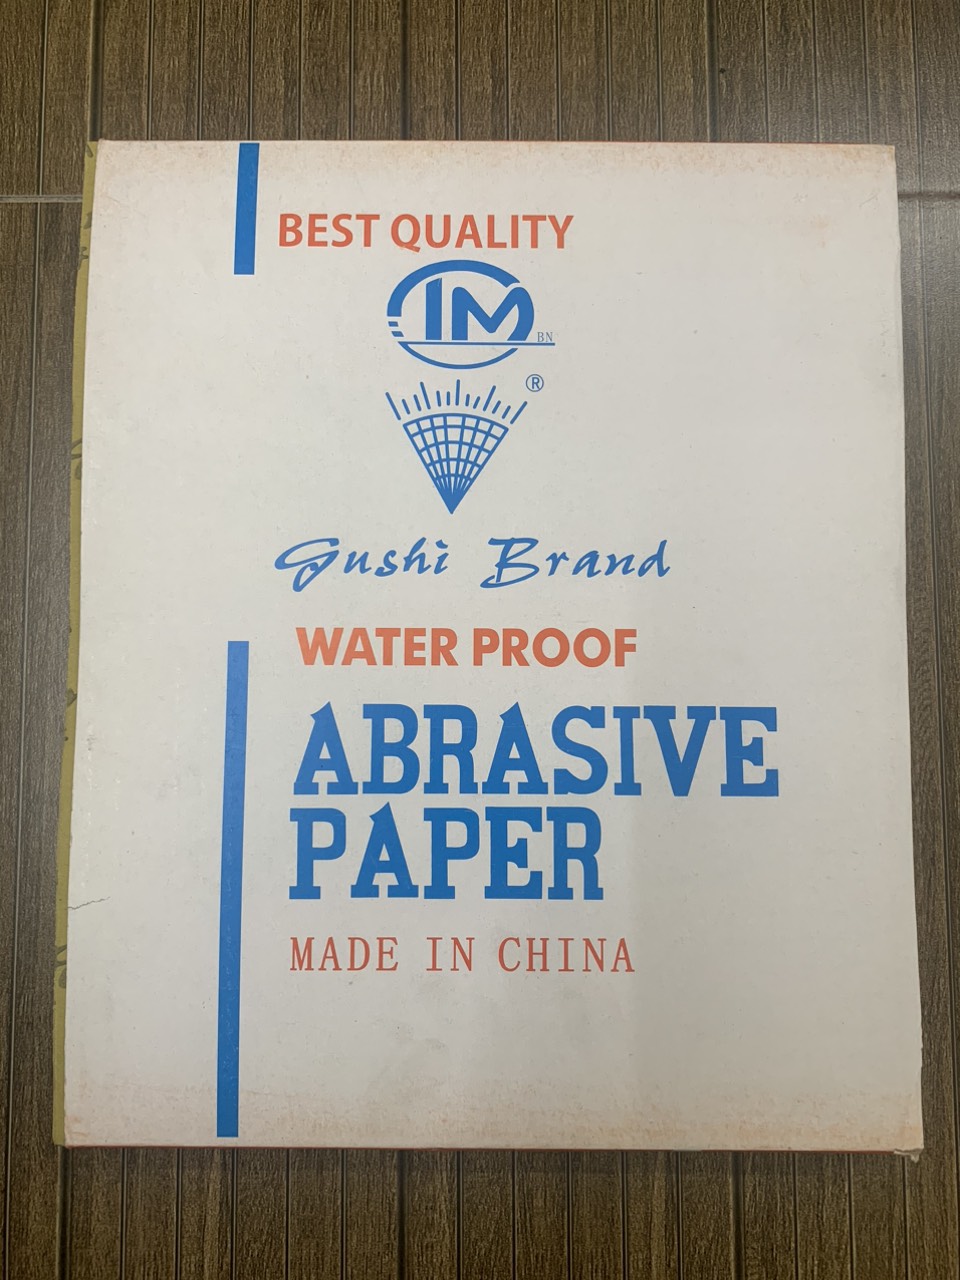 BEST QUALITY
IM
BN
®
Gushi Brand
WATER PROOF
ABRASIVE
PAPER
MADE IN CHINA